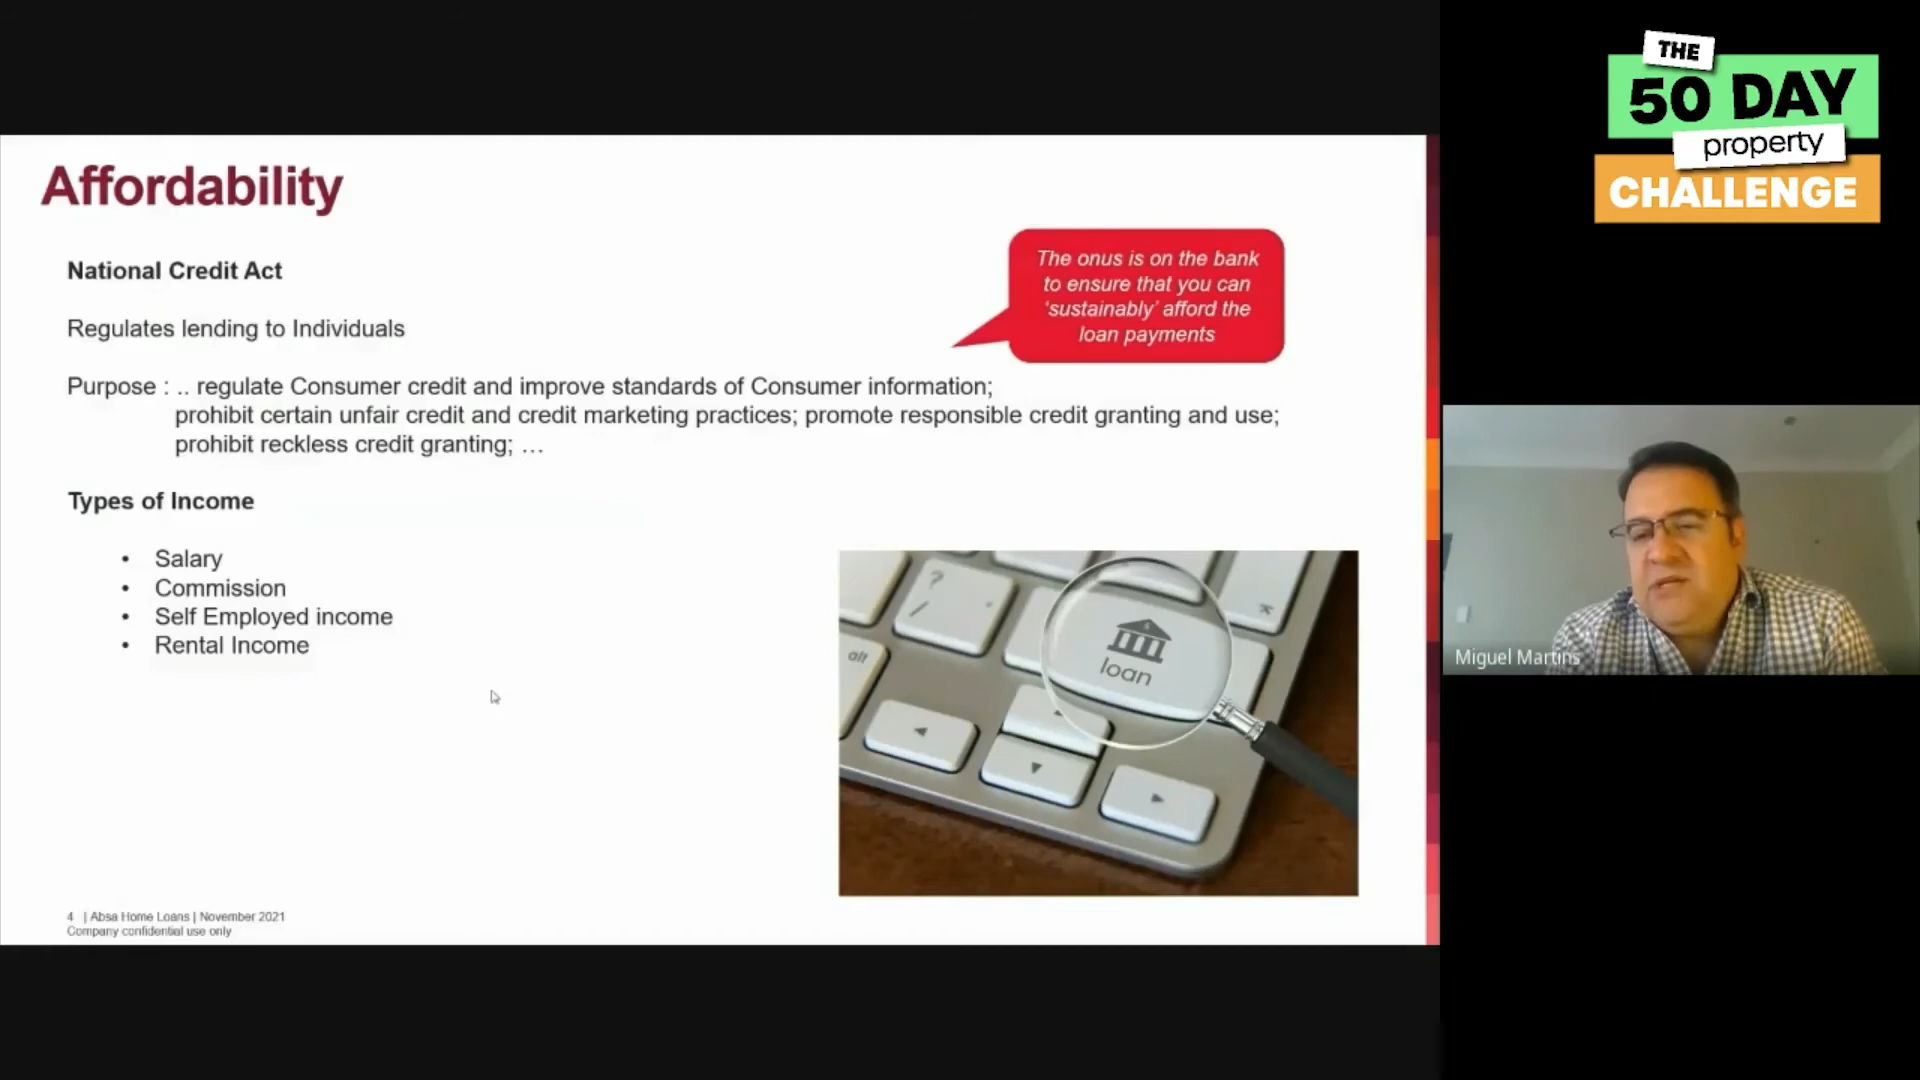 THE
50 DAY
property
CHALLENGE
Affordability
National Credit Act
The onus is on the bank
to ensure that you can
‘sustainably’ afford the
loan payments
Regulates lending to Individuals
Purpose : .. regulate Consumer credit and improve standards of Consumer information;
prohibit certain unfair credit and credit marketing practices; promote responsible credit granting and use;
prohibit reckless credit granting; …
Types of Income
• Salary
• Commission
• Self Employed income
• Rental Income
? /
alt
loan
Miguel Martins
4 | Absa Home Loans | November 2021
Company confidential use only